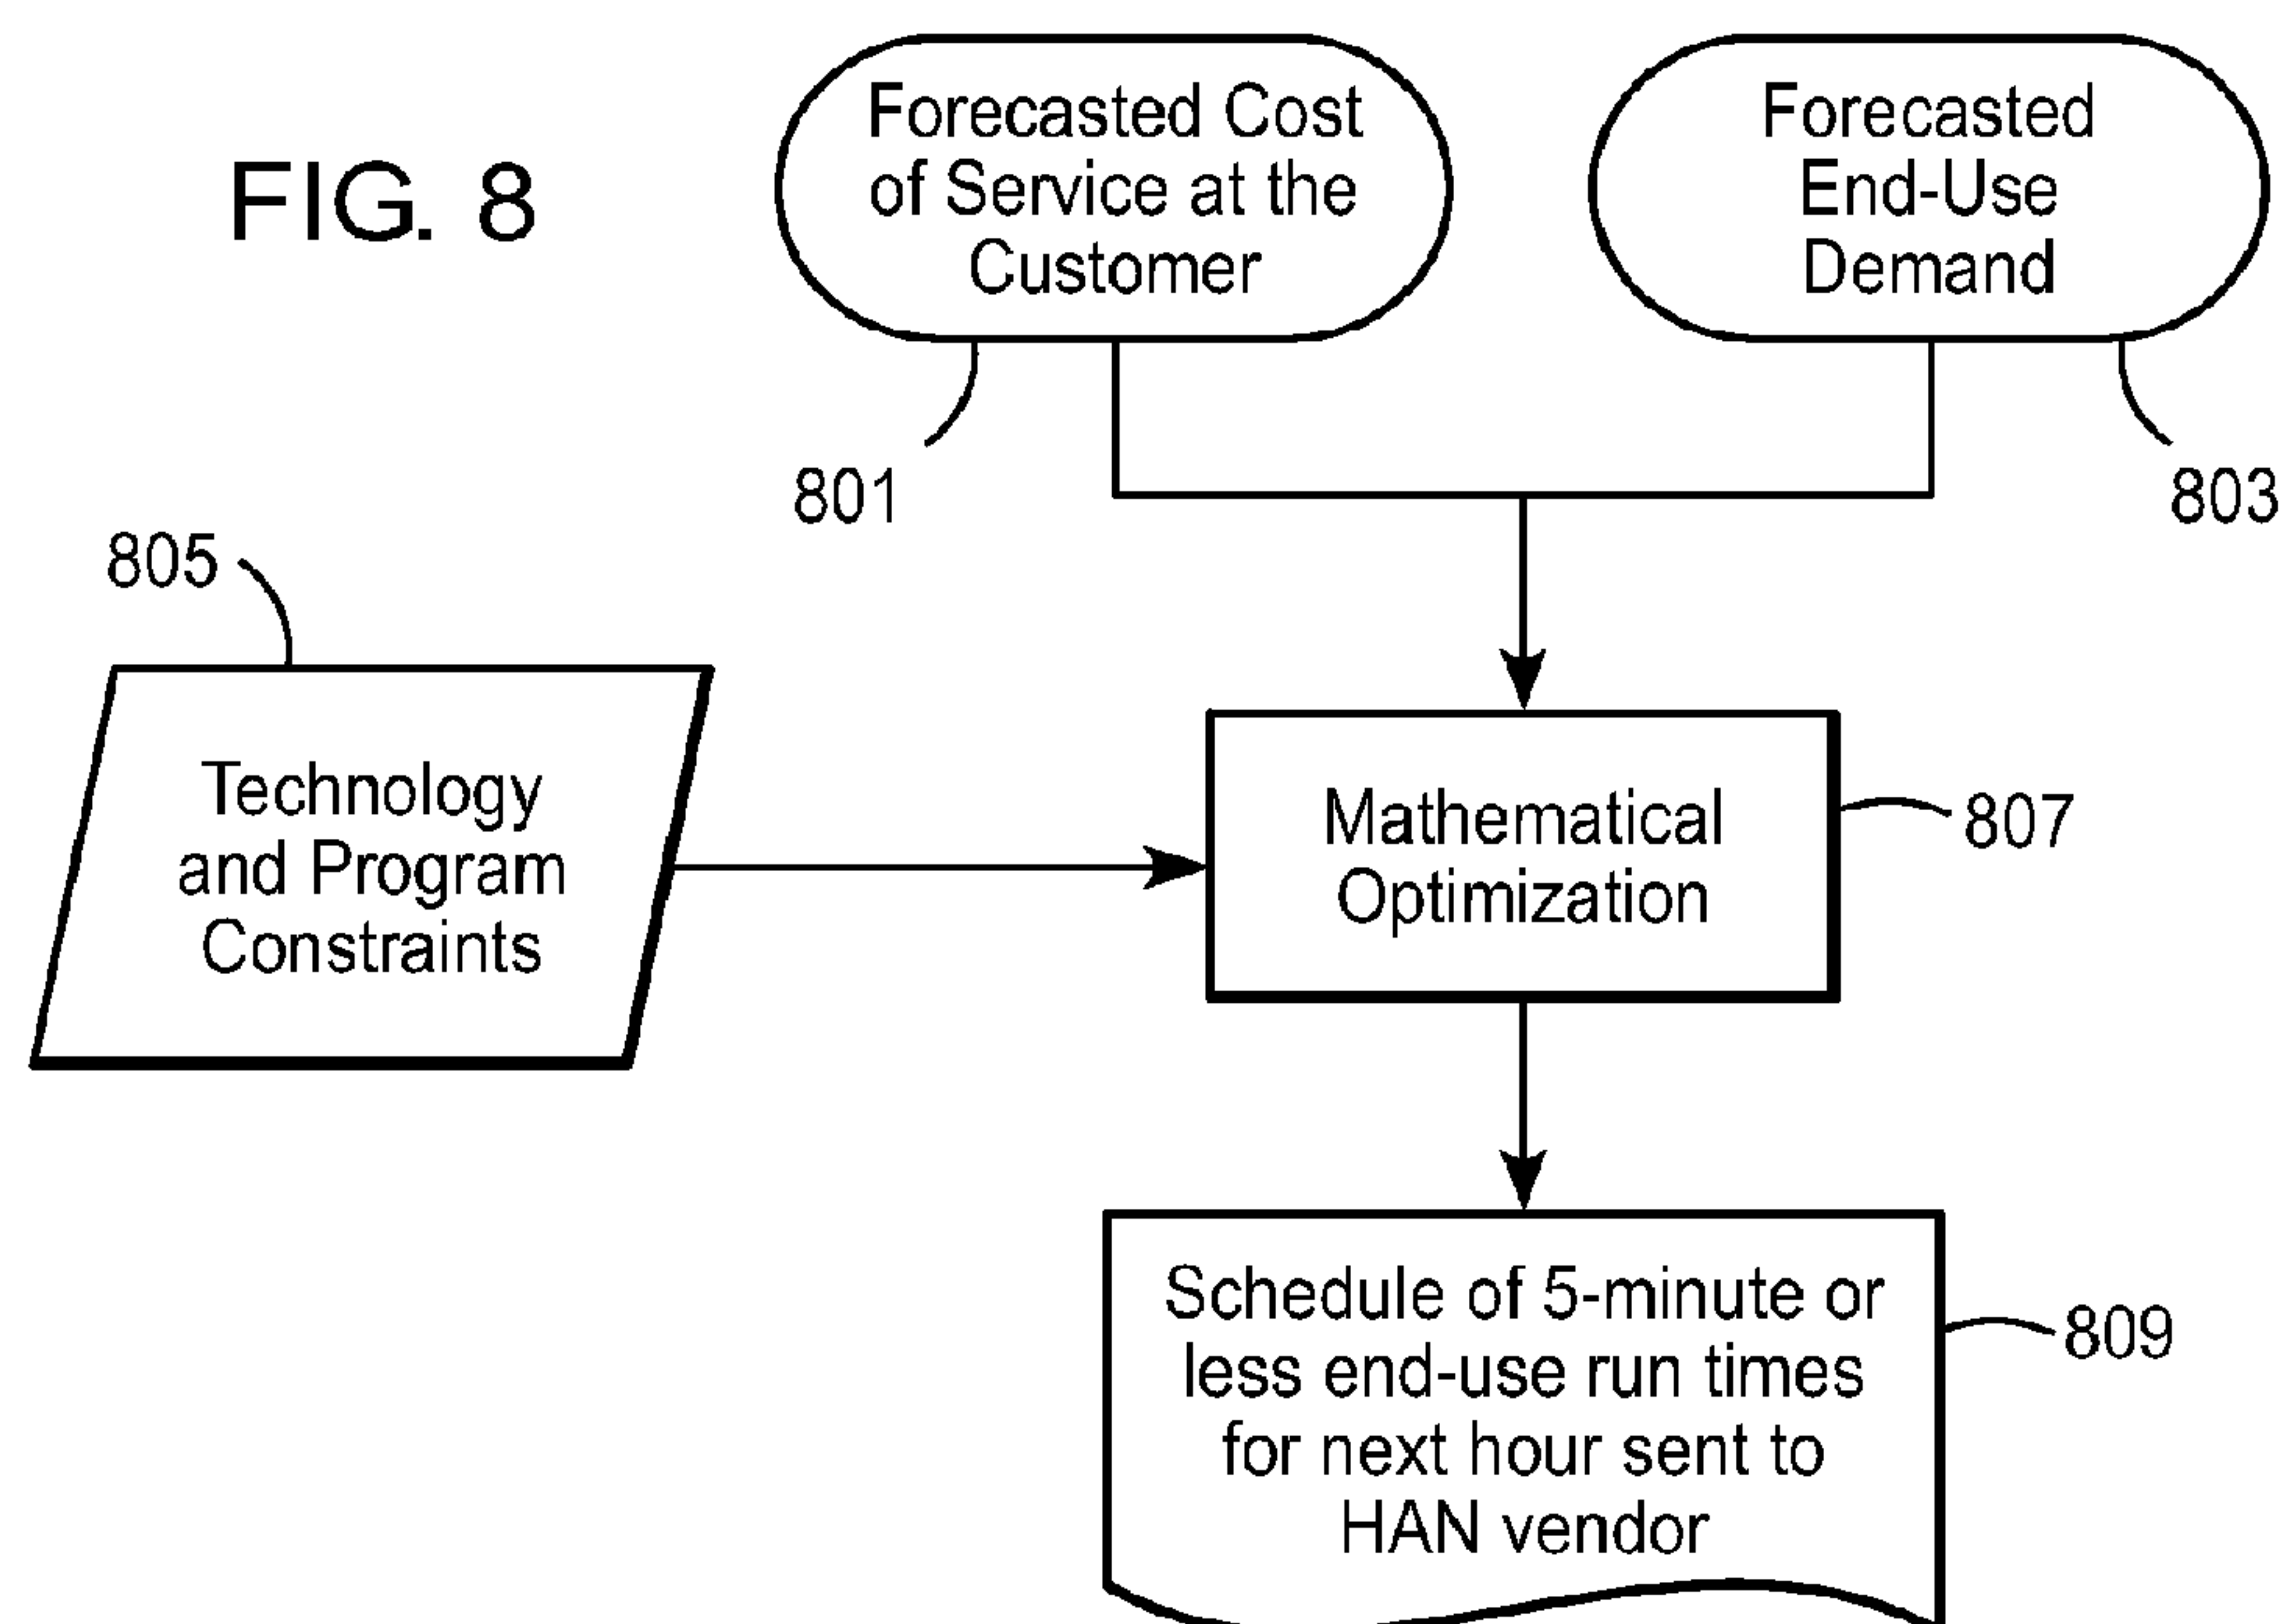 FIG. 8
Forecasted Cost
of Service at the
Customer
Forecasted
End-Use
Demand
801
803
805
Technology
and Program
Constraints
Mathematical
Optimization
807
Schedule of 5-minute or
less end-use run times
for next hour sent to
HAN vendor
809